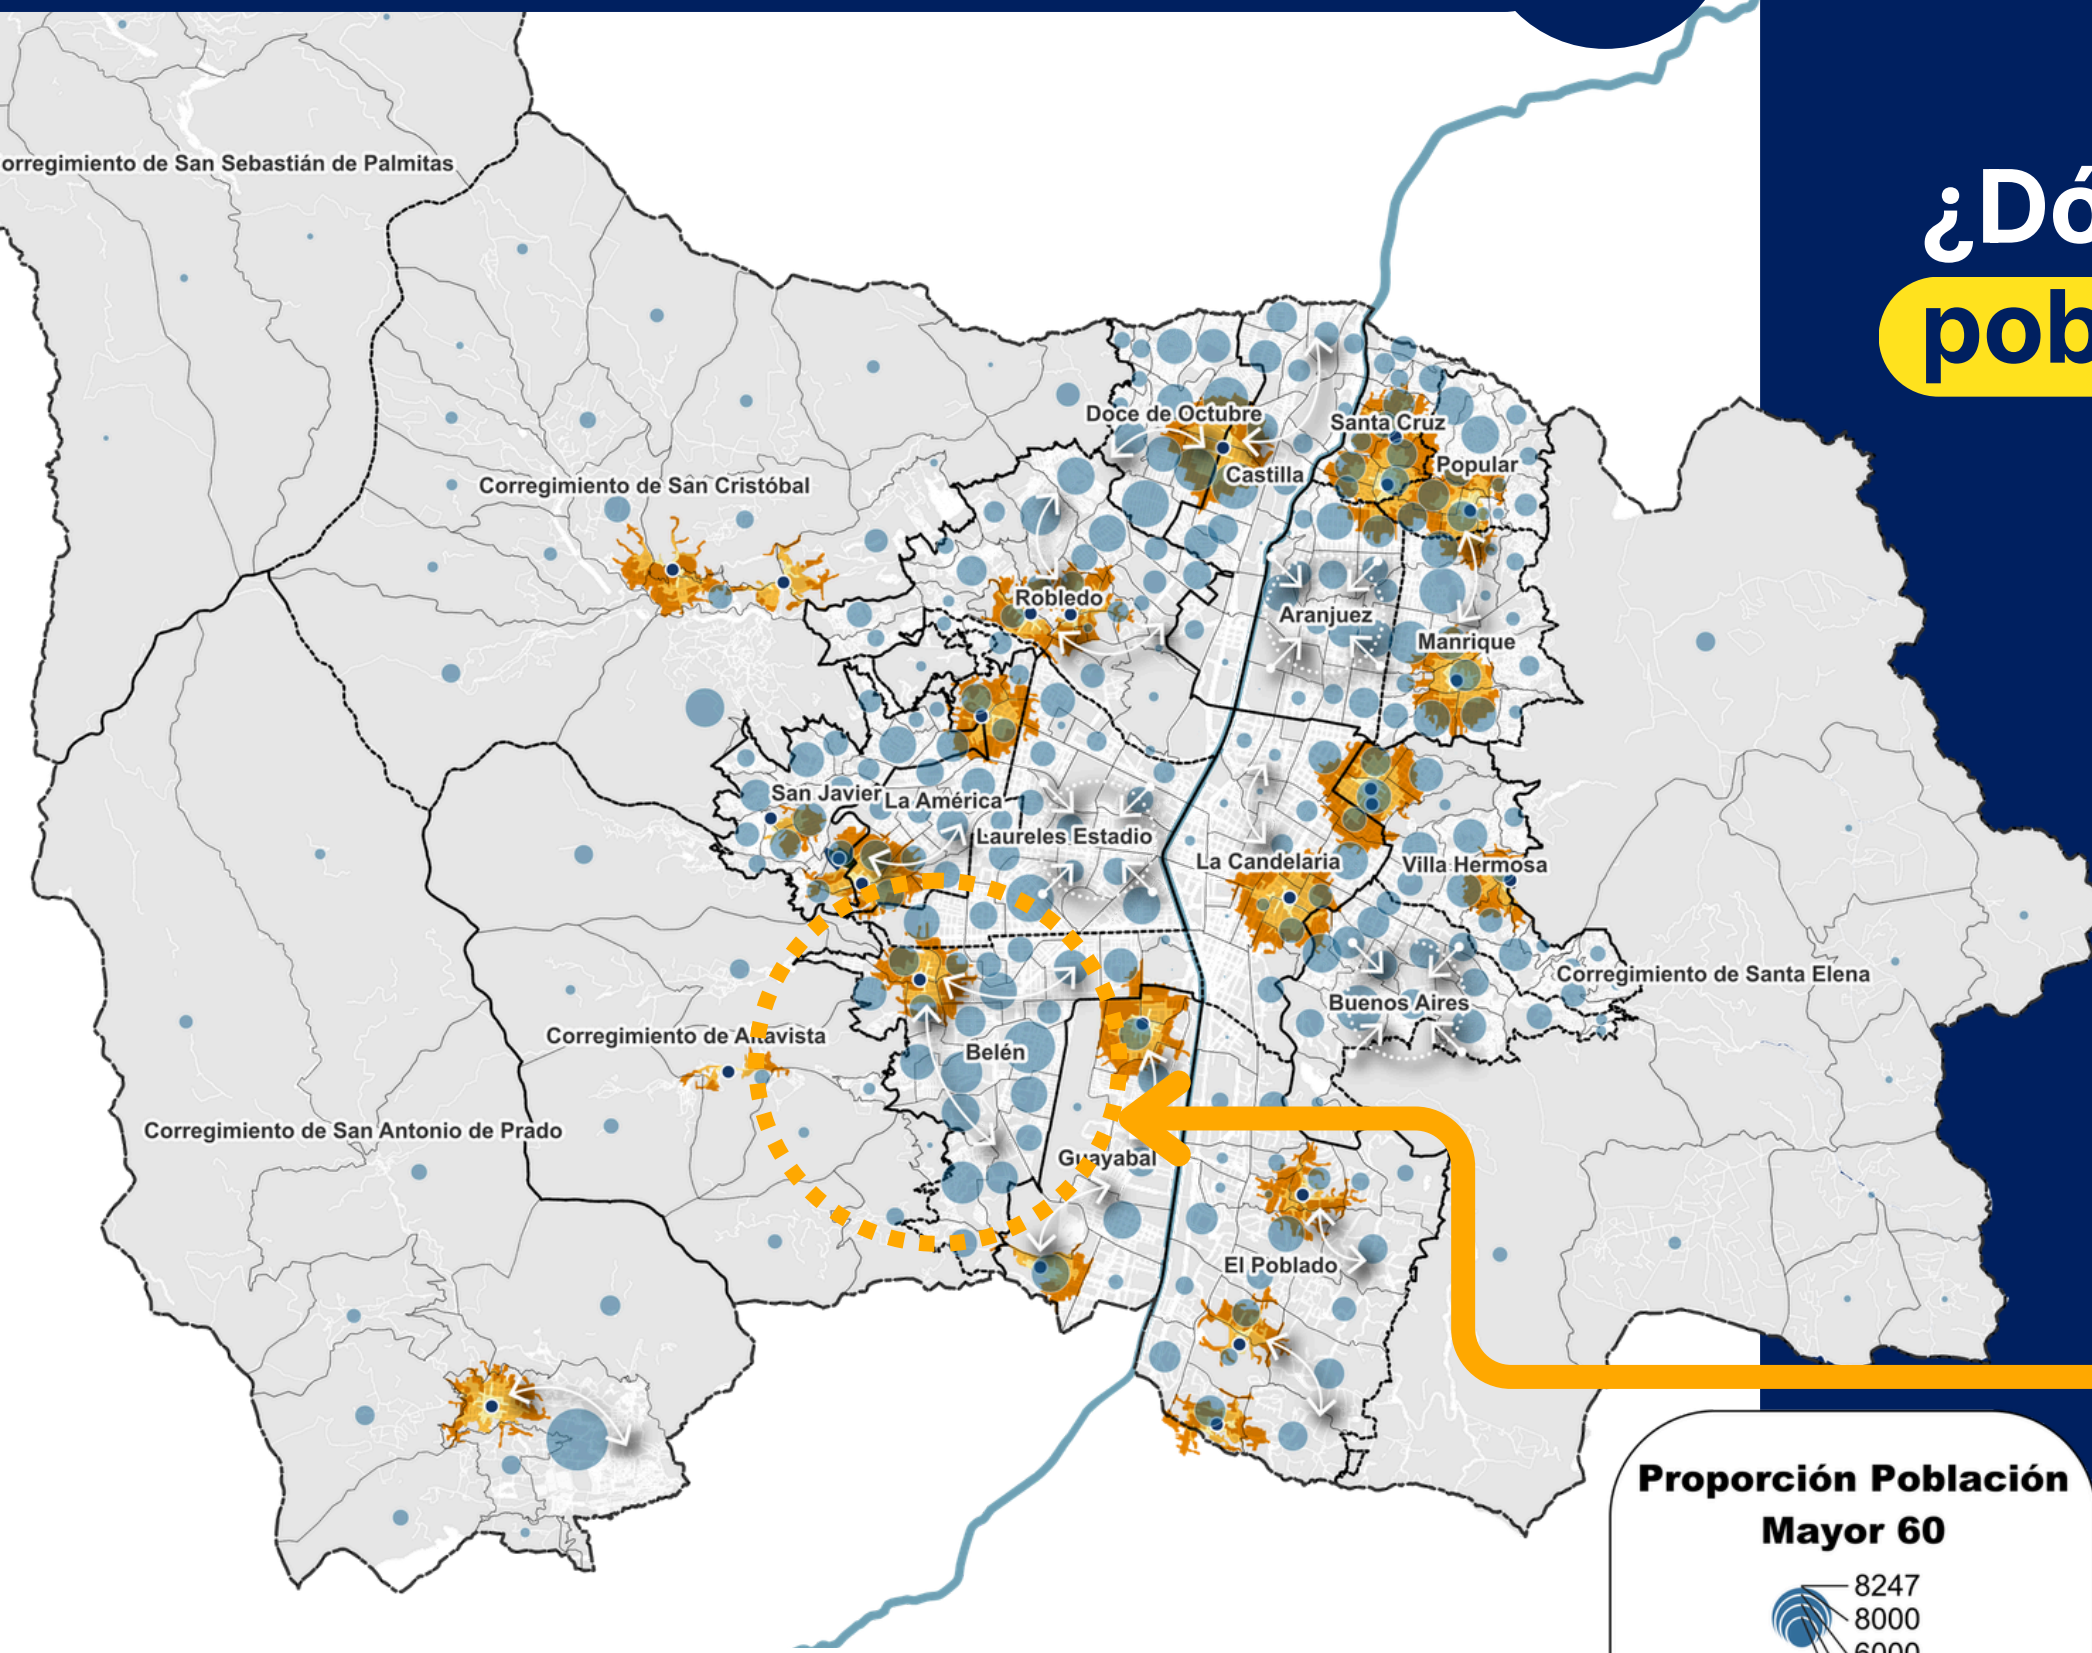 ¿Dó
pob
orregimiento de San Sebastián de Palmitas
Doce de Octubre
Santa Cruz
Popular
Castilla
Corregimiento de San Cristóbal
Robledo
Aranjuez
Manrique
San Javier
La América
Laureles Estadio
La Candelaria
Villa Hermosa
Corregimiento de Santa Elena
Buenos Aires
Corregimiento de Altavista
Belén
Corregimiento de San Antonio de Prado
Guayabal
El Poblado
Proporción Población
Mayor 60
8247
8000
6000